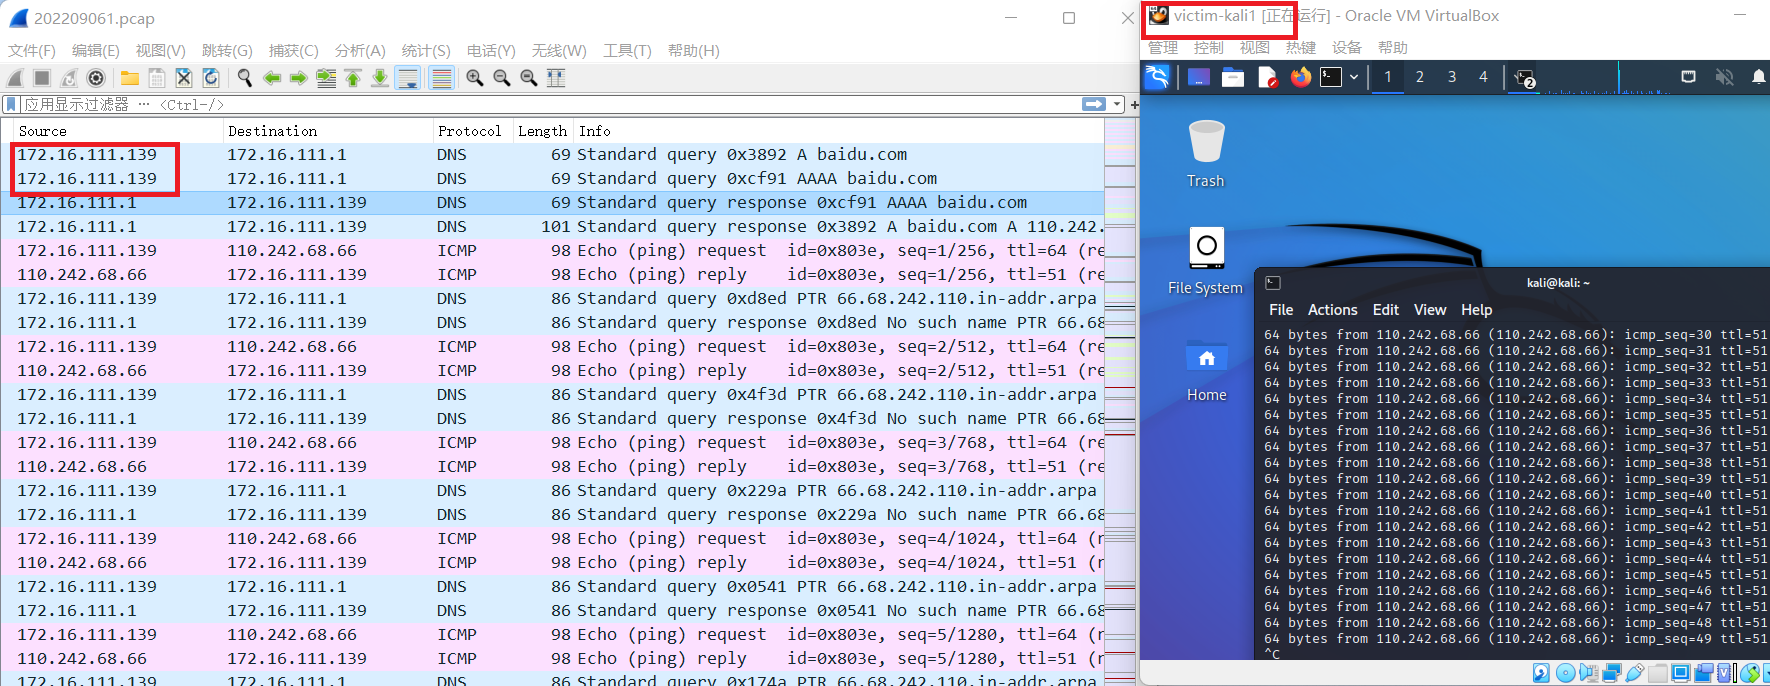 202209061.pcap
文件(F) 编辑(E) 视图(V) 跳转(G) 捕获(C) 分析(A) 统计(S) 电话(Y) 无线(W) 工具(T) 帮助(H)
应用显示过滤器 … <Ctrl-/>
Source Destination Protocol Length Info
172.16.111.139 172.16.111.1 DNS 69 Standard query 0x3892 A baidu.com
172.16.111.139 172.16.111.1 DNS 69 Standard query 0xcf91 AAAA baidu.com
172.16.111.1 172.16.111.139 DNS 69 Standard query response 0xcf91 AAAA baidu.com
172.16.111.1 172.16.111.139 DNS 101 Standard query response 0x3892 A baidu.com A 110.242.
172.16.111.139 110.242.68.66 ICMP 98 Echo (ping) request id=0x803e, seq=1/256, ttl=64 (re
110.242.68.66 172.16.111.139 ICMP 98 Echo (ping) reply id=0x803e, seq=1/256, ttl=51 (re
172.16.111.139 172.16.111.1 DNS 86 Standard query 0xd8ed PTR 66.68.242.110.in-addr.arpa
172.16.111.1 172.16.111.139 DNS 86 Standard query response 0xd8ed No such name PTR 66.68
172.16.111.139 110.242.68.66 ICMP 98 Echo (ping) request id=0x803e, seq=2/512, ttl=64 (re
110.242.68.66 172.16.111.139 ICMP 98 Echo (ping) reply id=0x803e, seq=2/512, ttl=51 (re
172.16.111.139 172.16.111.1 DNS 86 Standard query 0x4f3d PTR 66.68.242.110.in-addr.arpa
172.16.111.1 172.16.111.139 DNS 86 Standard query response 0x4f3d No such name PTR 66.68
172.16.111.139 110.242.68.66 ICMP 98 Echo (ping) request id=0x803e, seq=3/768, ttl=64 (re
110.242.68.66 172.16.111.139 ICMP 98 Echo (ping) reply id=0x803e, seq=3/768, ttl=51 (re
172.16.111.139 172.16.111.1 DNS 86 Standard query 0x229a PTR 66.68.242.110.in-addr.arpa
172.16.111.1 172.16.111.139 DNS 86 Standard query response 0x229a No such name PTR 66.68
172.16.111.139 110.242.68.66 ICMP 98 Echo (ping) request id=0x803e, seq=4/1024, ttl=64 (r
110.242.68.66 172.16.111.139 ICMP 98 Echo (ping) reply id=0x803e, seq=4/1024, ttl=51 (r
172.16.111.139 172.16.111.1 DNS 86 Standard query 0x0541 PTR 66.68.242.110.in-addr.arpa
172.16.111.1 172.16.111.139 DNS 86 Standard query response 0x0541 No such name PTR 66.68
172.16.111.139 110.242.68.66 ICMP 98 Echo (ping) request id=0x803e, seq=5/1280, ttl=64 (r
110.242.68.66 172.16.111.139 ICMP 98 Echo (ping) reply id=0x803e, seq=5/1280, ttl=51 (r
172.16.111.139 172.16.111.1 DNS 86 Standard query 0x174a PTR 66.68.242.110.in-addr.arpa
victim-kali1 [正在运行] - Oracle VM VirtualBox
管理 控制 视图 热键 设备 帮助
1 2 3 4 2
Trash
File System
Home
kali@kali: ~
File Actions Edit View Help
64 bytes from 110.242.68.66 (110.242.68.66): icmp_seq=30 ttl=51
64 bytes from 110.242.68.66 (110.242.68.66): icmp_seq=31 ttl=51
64 bytes from 110.242.68.66 (110.242.68.66): icmp_seq=32 ttl=51
64 bytes from 110.242.68.66 (110.242.68.66): icmp_seq=33 ttl=51
64 bytes from 110.242.68.66 (110.242.68.66): icmp_seq=34 ttl=51
64 bytes from 110.242.68.66 (110.242.68.66): icmp_seq=35 ttl=51
64 bytes from 110.242.68.66 (110.242.68.66): icmp_seq=36 ttl=51
64 bytes from 110.242.68.66 (110.242.68.66): icmp_seq=37 ttl=51
64 bytes from 110.242.68.66 (110.242.68.66): icmp_seq=38 ttl=51
64 bytes from 110.242.68.66 (110.242.68.66): icmp_seq=39 ttl=51
64 bytes from 110.242.68.66 (110.242.68.66): icmp_seq=40 ttl=51
64 bytes from 110.242.68.66 (110.242.68.66): icmp_seq=41 ttl=51
64 bytes from 110.242.68.66 (110.242.68.66): icmp_seq=42 ttl=51
64 bytes from 110.242.68.66 (110.242.68.66): icmp_seq=43 ttl=51
64 bytes from 110.242.68.66 (110.242.68.66): icmp_seq=44 ttl=51
64 bytes from 110.242.68.66 (110.242.68.66): icmp_seq=45 ttl=51
64 bytes from 110.242.68.66 (110.242.68.66): icmp_seq=46 ttl=51
64 bytes from 110.242.68.66 (110.242.68.66): icmp_seq=47 ttl=51
64 bytes from 110.242.68.66 (110.242.68.66): icmp_seq=48 ttl=51
64 bytes from 110.242.68.66 (110.242.68.66): icmp_seq=49 ttl=51
^C